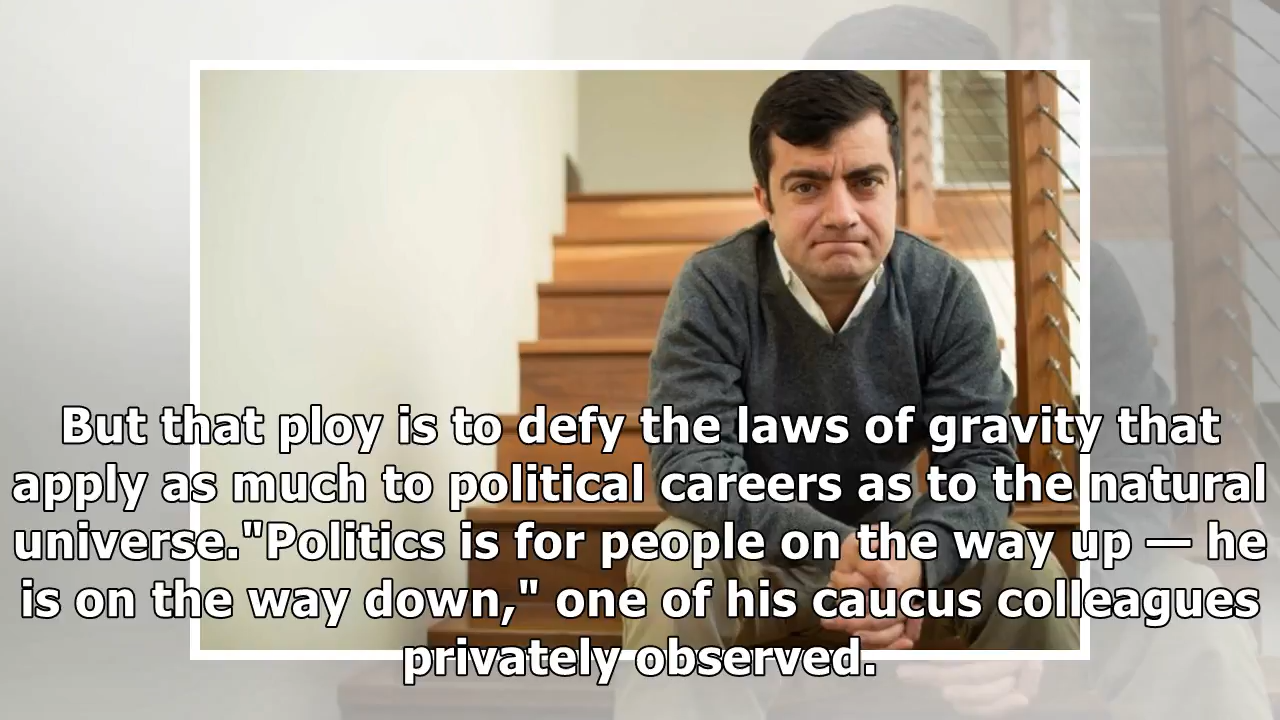 But that ploy is to defy the laws of gravity that
apply as much to political careers as to the natural
universe."Politics is for people on the way up — he
is on the way down," one of his caucus colleagues
privately observed.